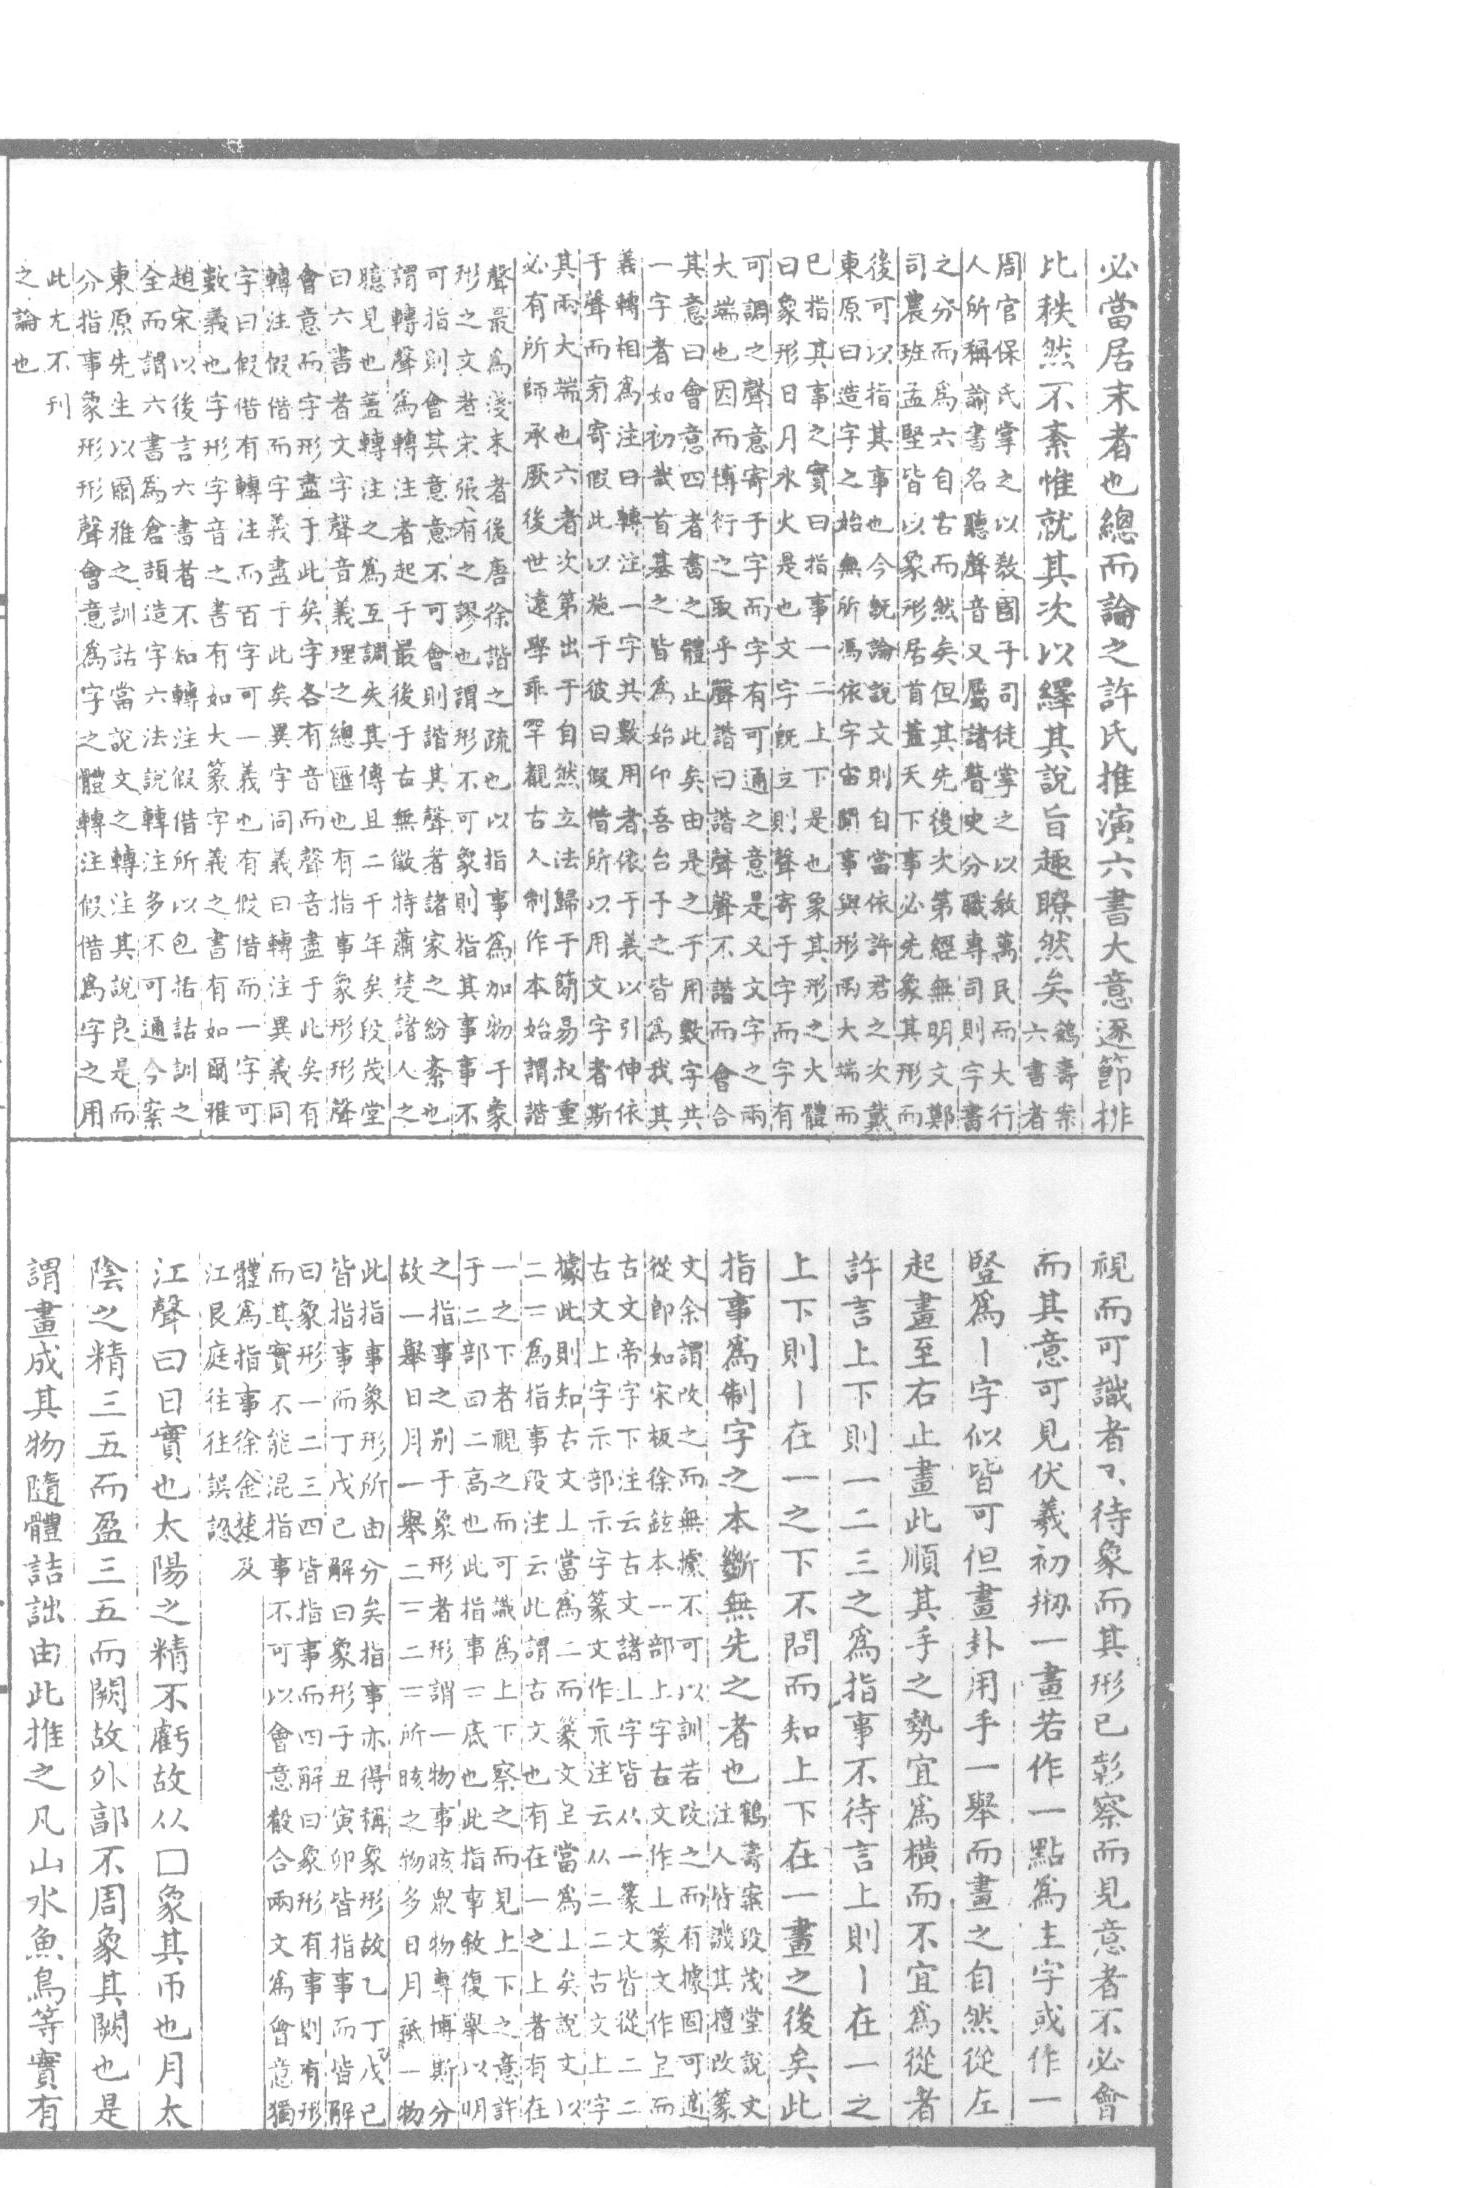 必當居末者也總而論之許氏推演六書大意逐節排
比秩然不紊惟就其次以繹其說旨趣瞭然矣鶴壽案六書者
周官保氏掌之以敎國子司徒掌之以敎萬民而大行
人所稱諭書名聽聲音又屬諸瞽史分職專司則字書
之分而爲六自古而然矣但其先後次第經無明文鄭
司農班孟堅皆以象形居首蓋天下事必先象其形而
後可以指其事也今旣論說文則自當依許君之次戴
東原曰造字之始無所馮依宇宙閒事與形兩大端而
已指其事之實曰指事一二上下是也象其形之大體
曰象形日月水火是也文字旣立則聲寄于字而字有
可調之聲意寄于字而字有可通之意是又文字之兩
大端也因而博衍之取乎聲諧曰諧聲聲不諧而會合
其意曰會意四者書之體止此矣由是之于用數字共
一字者如初哉首基之皆爲始卬吾台予之皆爲我其
義轉相爲注曰轉注一字共數用者依于義以引伸依
于聲而旁寄假此以施于彼曰假借所以用文字者斯
其兩大端也六者次第出于自然立法歸于簡易叔重
必有所師承厥後世遠學乖罕觀古人制作本始謂諧
聲最爲淺末者後唐徐諧之疏也以指事爲加物于象
形之文者宋張有之謬也謂形不可象則指其事事不
可指則會其意意不可會則諧其聲者諸家之紛紊也
謂轉聲爲轉注者起于最後于古無徵特蕭楚諸人之
臆見也蓋轉注之爲互調失其傳且二千年矣段茂堂
曰六書者文字聲音義理之總匯也有指事象形形聲
會意而字形盡于此矣字各有音而聲音盡于此矣有
轉注假借而字義盡于此矣異字同義曰轉注異義同
字曰假借有轉注而百字可一義也有假借而一字可
數義也字形字音之書有如大篆字義之書有如爾雅
趙宋以後言六書者不知轉注假借所以包括詁訓之
全而謂六書爲倉頡造字六法說轉注多不可通今案
東原先生以爾雅之訓詁當說文之轉注其說良是而
分指事象形形聲會意爲字之體轉注假借爲字之用
此尤不刊
之論也
視而可識者不待象而其形已彰察而見意者不必會
而其意可見伏羲初剏一畫若作一點爲主字或作一
豎爲丨字似皆可但畫卦用手一舉而畫之自然從左
起畫至右止畫此順其手之勢宜爲橫而不宜爲從者
許言上下則一二三之爲指事不待言上則丨在一之
上下則丨在一之下不問而知上下在一畫之後矣此
指事爲制字之本斷無先之者也鶴壽案段茂堂說文注人皆譏其擅改篆
文余謂改之而無據不可以訓若改之而有據固可適
從卽如宋板徐鉉本一部上字古文作丄篆文作𠄞而
古文帝字下注云古文諸丄字皆从一篆文皆從二二
古文上字示部示字篆文作示注云从二二古文上字
據此則知古文丄當爲二而篆文𠄞當爲丄矣說文以
二二爲指事段注云此謂古文也有在一之上者有在
一之下者視之而可識爲上下察之而見上下之意許
于二部曰二高也此指事二底也此指事敘復舉以明
之指事之别于象形者形謂一物事晐眾物專博斯分
故一舉日月一舉二二二二所晐之物多日月祗一物
此指事象形所由分矣指事亦得稱象形故乙丁戊己
皆指事而丁戊己解曰象形子丑寅卯皆指事而皆解
曰象形一二三四皆指事而四解曰象形有事則有形
而其實不能混指事不可以會意殽合兩文爲會意獨
體爲指事徐鍇楚金及
江艮庭往往誤認
江聲曰日實也太陽之精不虧故从口象其帀也月太
陰之精三五而盈三五而闕故外郭不周象其闕也是
謂畫成其物隨體詰詘由此推之凡山水魚鳥等實有